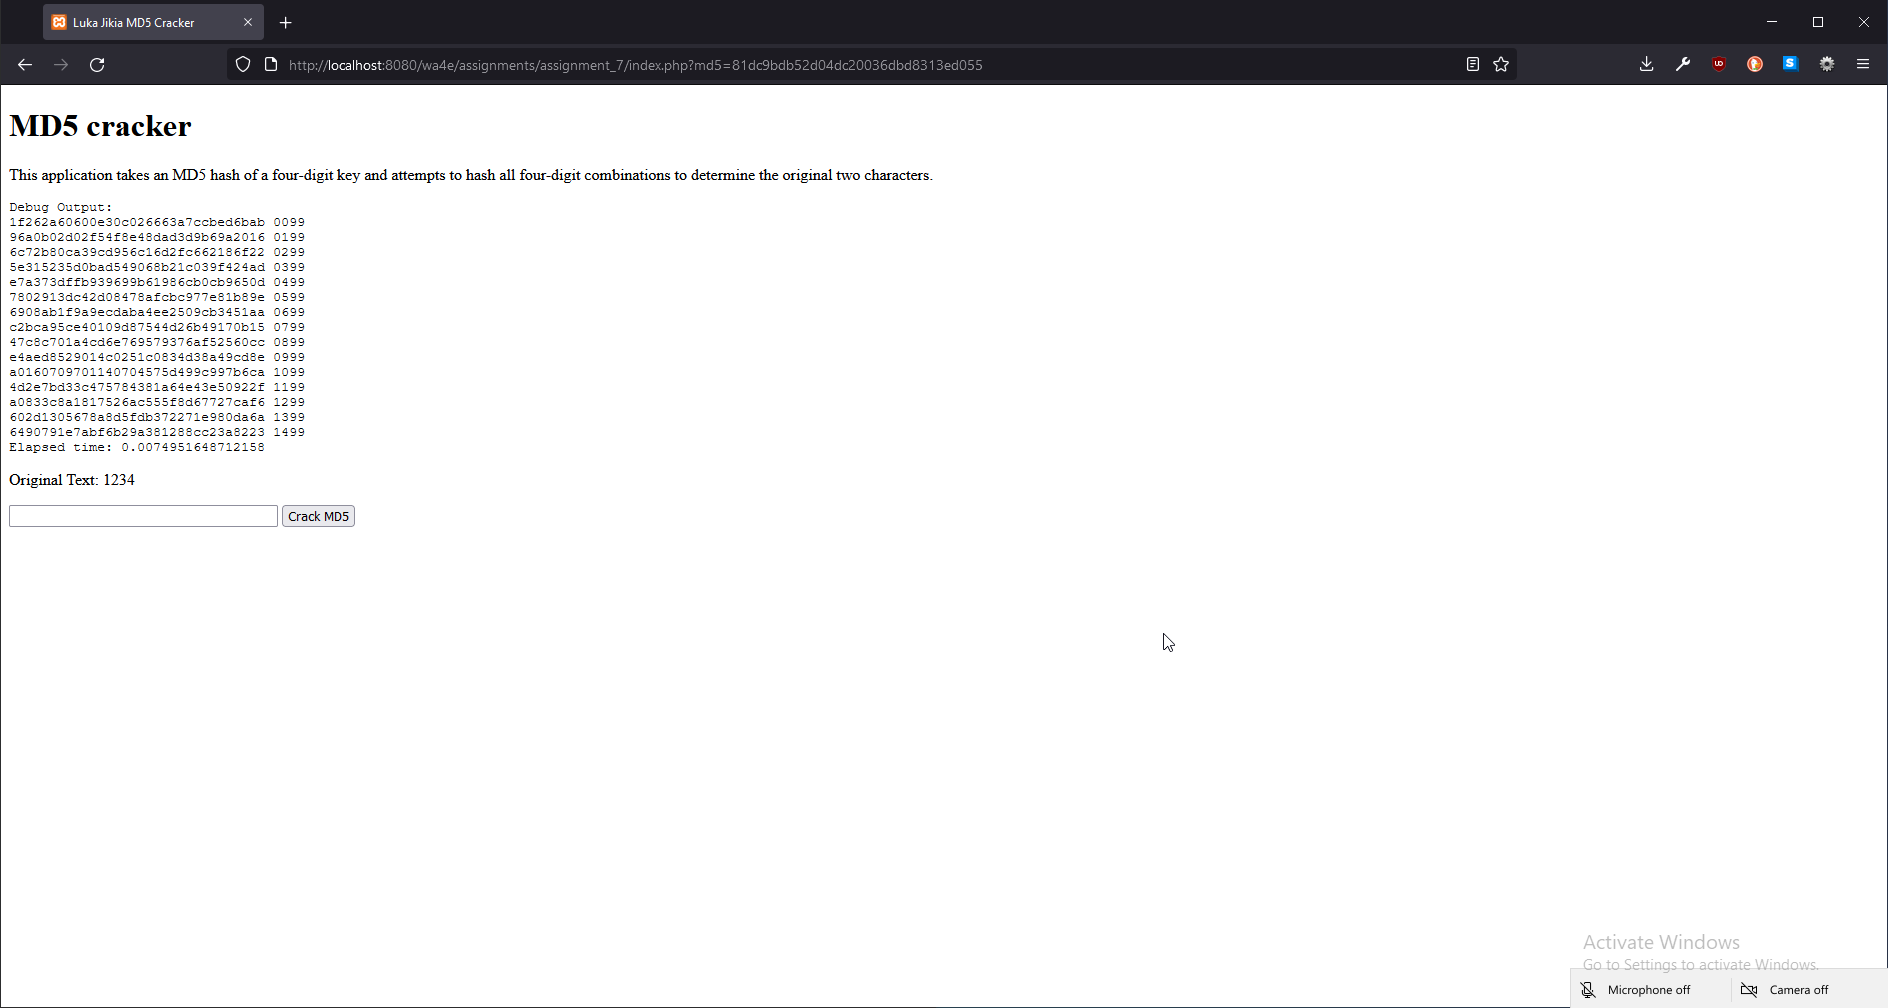 Luka Jikia MD5 Cracker
http://localhost:8080/wa4e/assignments/assignment_7/index.php?md5=81dc9bdb52d04dc20036dbd8313ed055
MD5 cracker
This application takes an MD5 hash of a four-digit key and attempts to hash all four-digit combinations to determine the original two characters.
Debug Output:
1f262a60600e30c026663a7ccbed6bab 0099
96a0b02d02f54f8e48dad3d9b69a2016 0199
6c72b80ca39cd956c16d2fc662186f22 0299
5e315235d0bad549068b21c039f424ad 0399
e7a373dffb939699b61986cb0cb9650d 0499
7802913dc42d08478afcbc977e81b89e 0599
6908ab1f9a9ecdaba4ee2509cb3451aa 0699
c2bca95ce40109d87544d26b49170b15 0799
47c8c701a4cd6e769579376af52560cc 0899
e4aed8529014c0251c0834d38a49cd8e 0999
a0160709701140704575d499c997b6ca 1099
4d2e7bd33c475784381a64e43e50922f 1199
a0833c8a1817526ac555f8d67727caf6 1299
602d1305678a8d5fdb372271e980da6a 1399
6490791e7abf6b29a381288cc23a8223 1499
Elapsed time: 0.0074951648712158
Original Text: 1234
Crack MD5
Activate Windows
Go to Settings to activate Windows.
Microphone off
Camera off